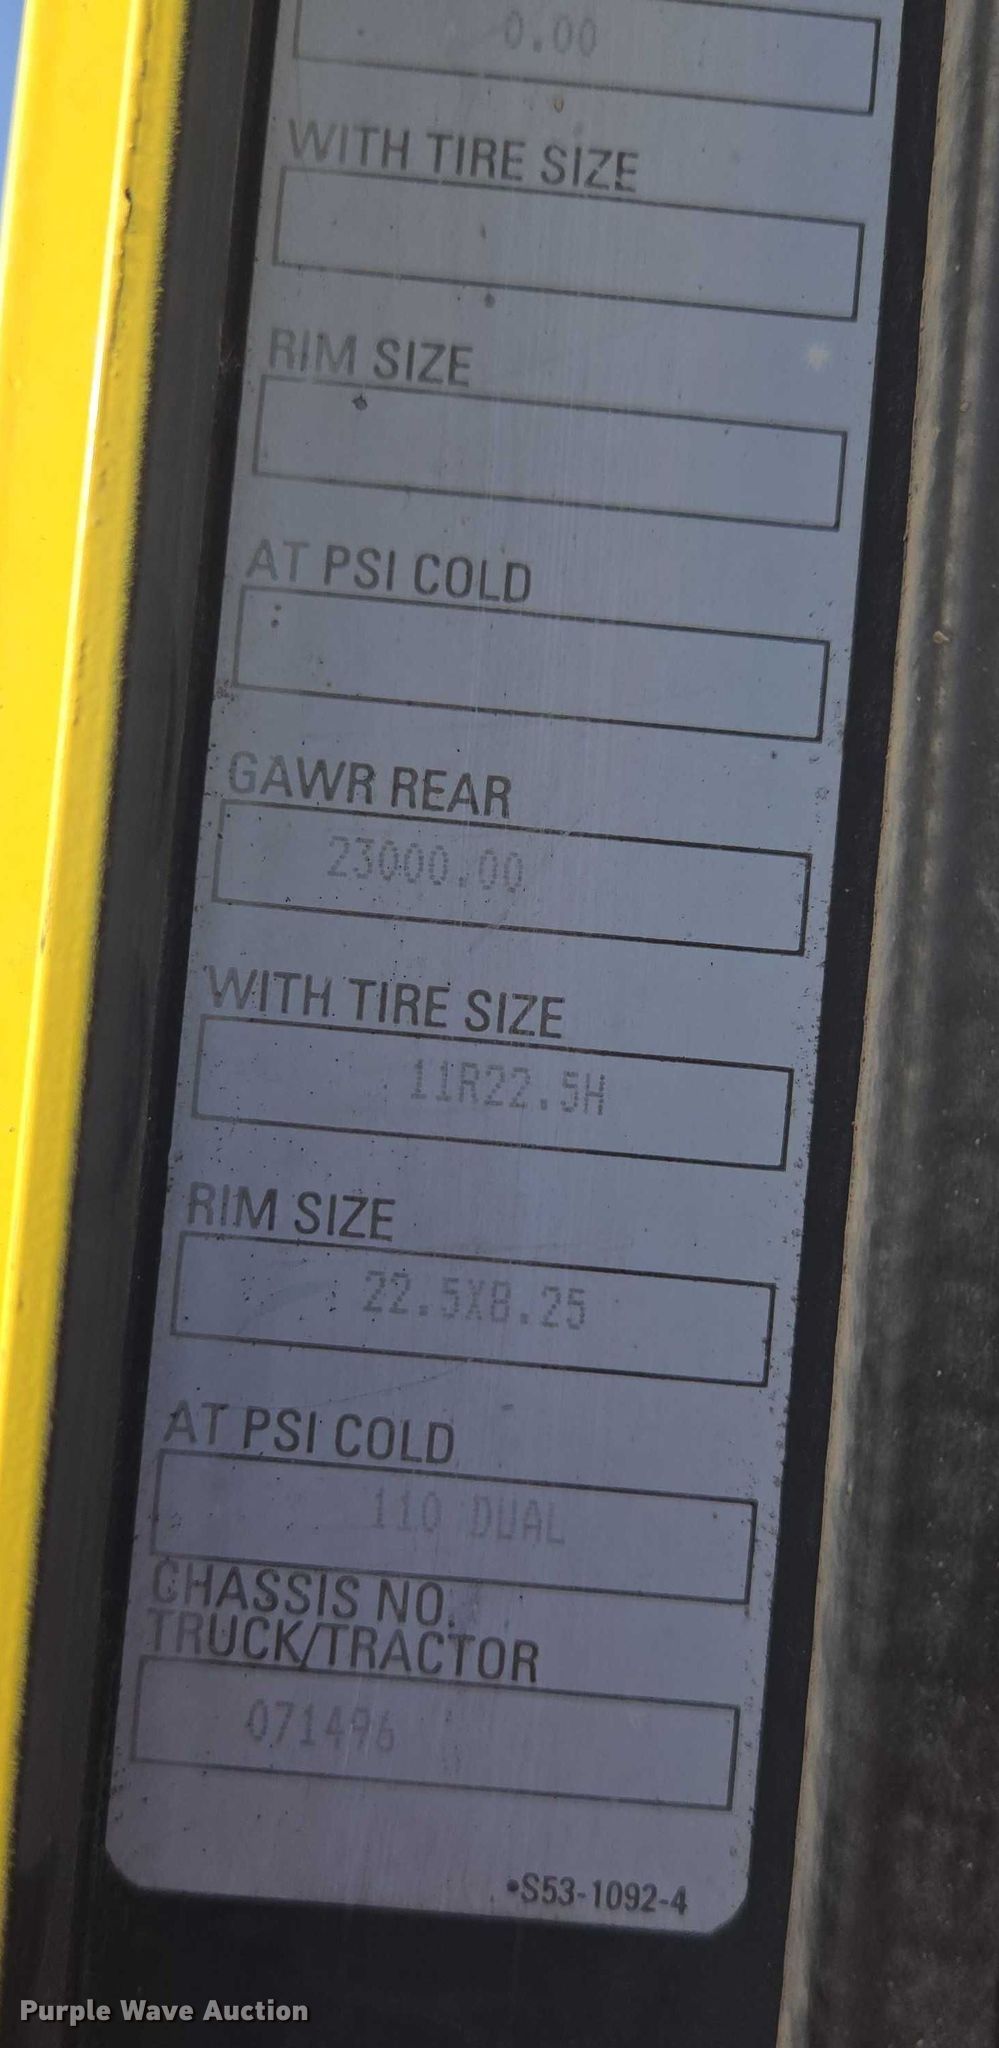 0.00
WITH TIRE SIZE
RIM SIZE
AT PSI COLD
GAWR REAR
23000.00
WITH TIRE SIZE
11R22.5H
RIM SIZE
22.5X8.25
AT PSI COLD
110 DUAL
CHASSIS NO.
TRUCK/TRACTOR
071496
•S53-1092-4
Purple Wave Auction